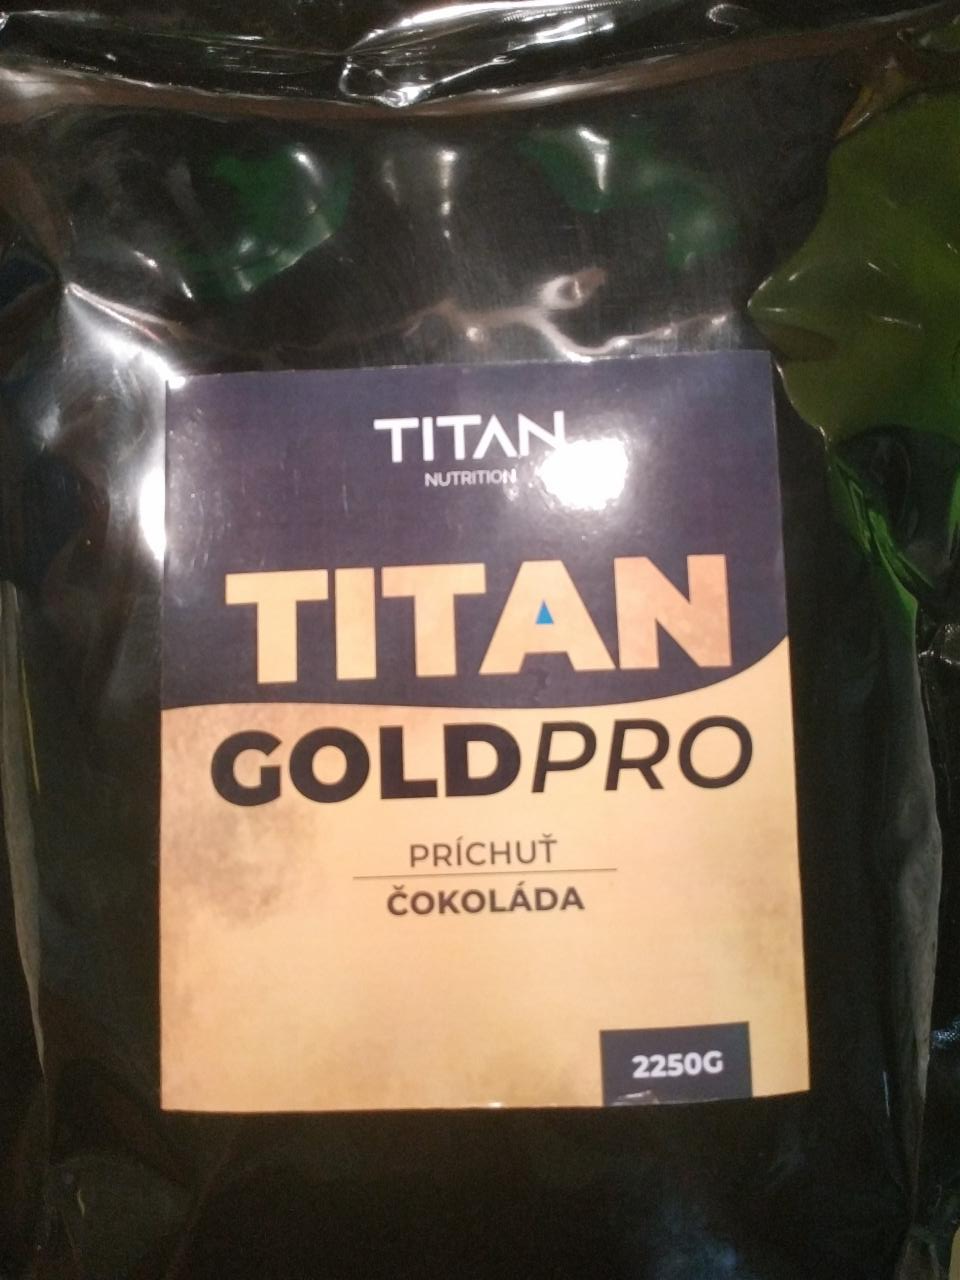 TITAN
NUTRITION
TITAN
GOLDPRO
PRÍCHUŤ
ČOKOLÁDA
2250G